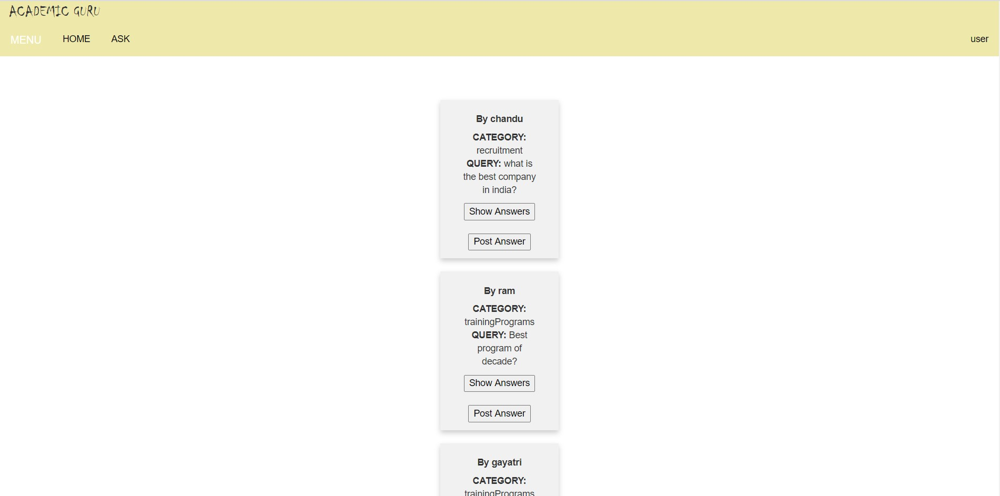 ACADEMIC GURU
MENU HOME ASK user
By chandu
CATEGORY:
recruitment
QUERY: what is
the best company
in india?
Show Answers
Post Answer
By ram
CATEGORY:
trainingPrograms
QUERY: Best
program of
decade?
Show Answers
Post Answer
By gayatri
CATEGORY:
trainingPrograms